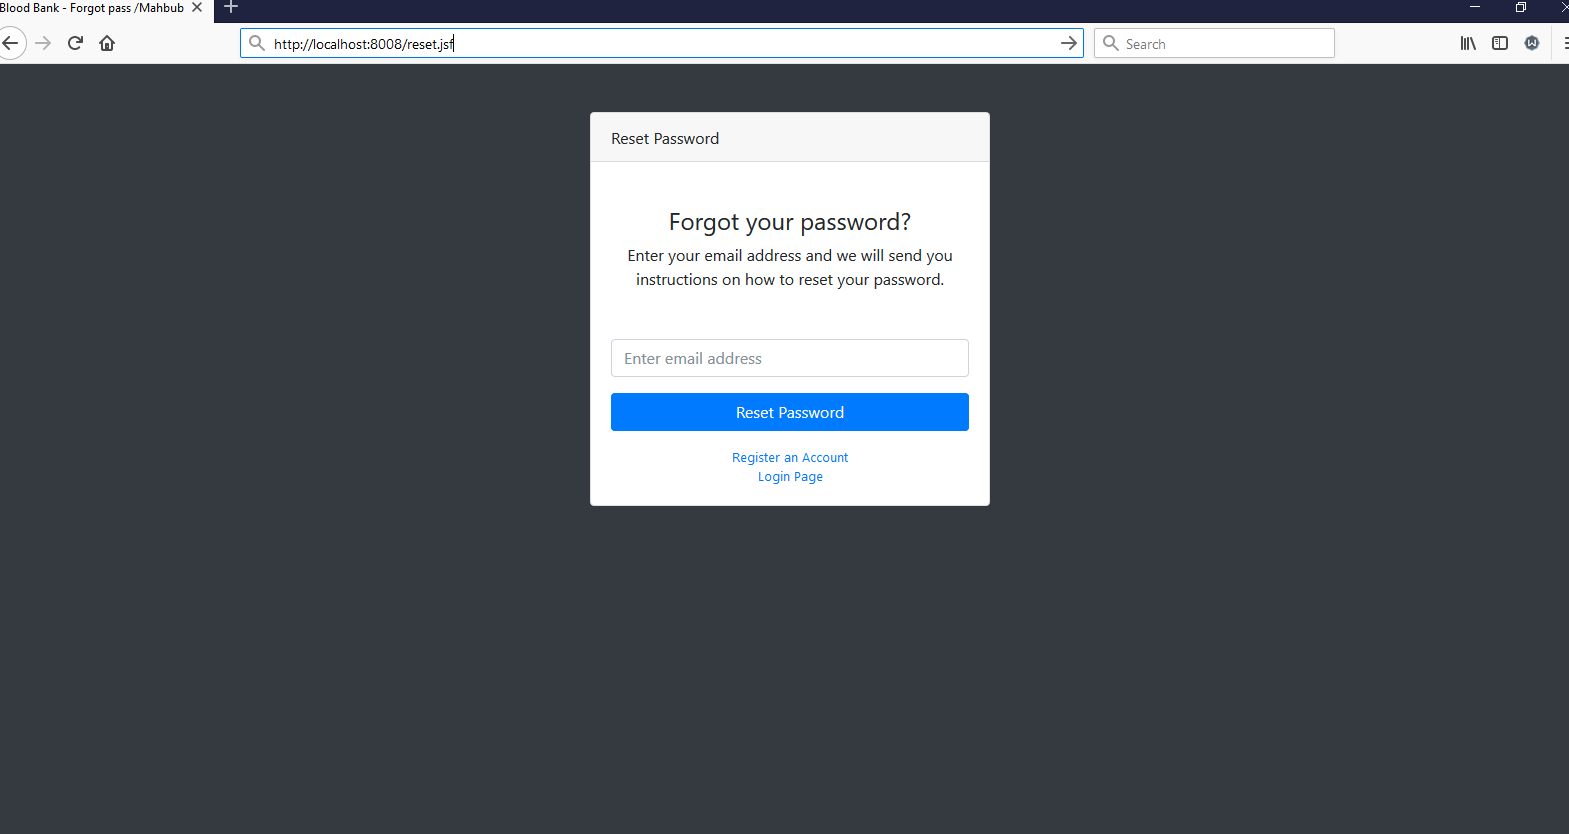 Blood Bank - Forgot pass /Mahbub
http://localhost:8008/reset.jsf
Search
Reset Password
Forgot your password?
Enter your email address and we will send you
instructions on how to reset your password.
Enter email address
Reset Password
Register an Account
Login Page